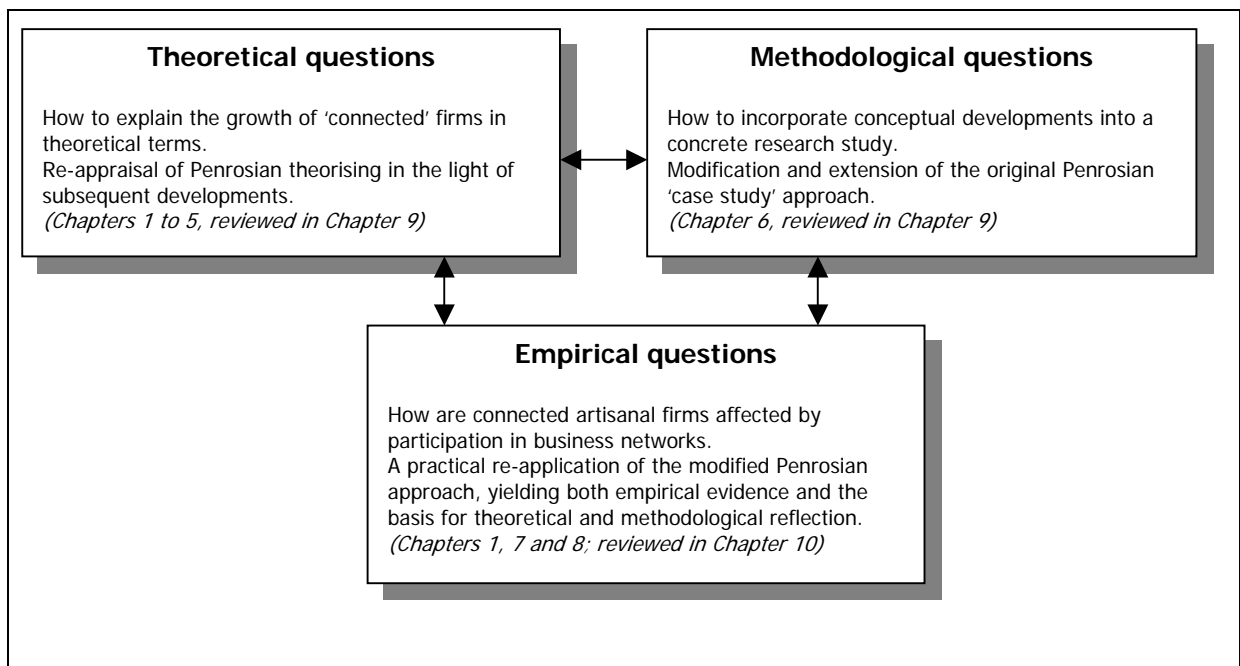 Theoretical questions
How to explain the growth of ‘connected’ firms in
theoretical terms.
Re-appraisal of Penrosian theorising in the light of
subsequent developments.
(Chapters 1 to 5, reviewed in Chapter 9)
Methodological questions
How to incorporate conceptual developments into a
concrete research study.
Modification and extension of the original Penrosian
‘case study’ approach.
(Chapter 6, reviewed in Chapter 9)
Empirical questions
How are connected artisanal firms affected by
participation in business networks.
A practical re-application of the modified Penrosian
approach, yielding both empirical evidence and the
basis for theoretical and methodological reflection.
(Chapters 1, 7 and 8; reviewed in Chapter 10)